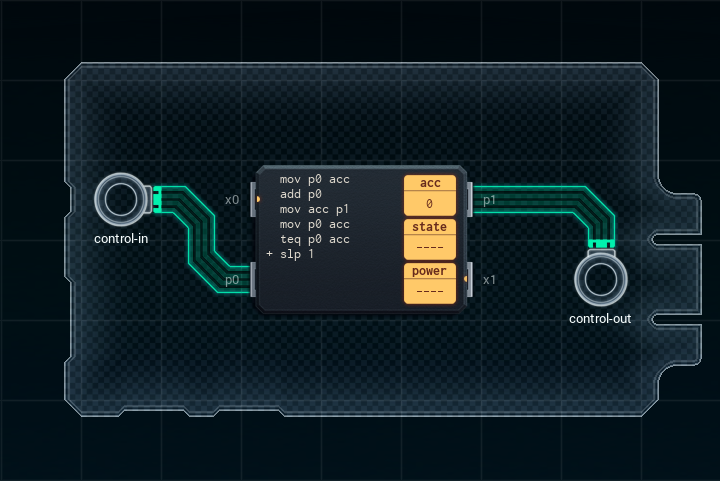 mov p0 acc
add p0
mov acc p1
mov p0 acc
teq p0 acc
+ slp 1
acc
0
state
----
power
----
x0
p0
p1
x1
control-in
control-out